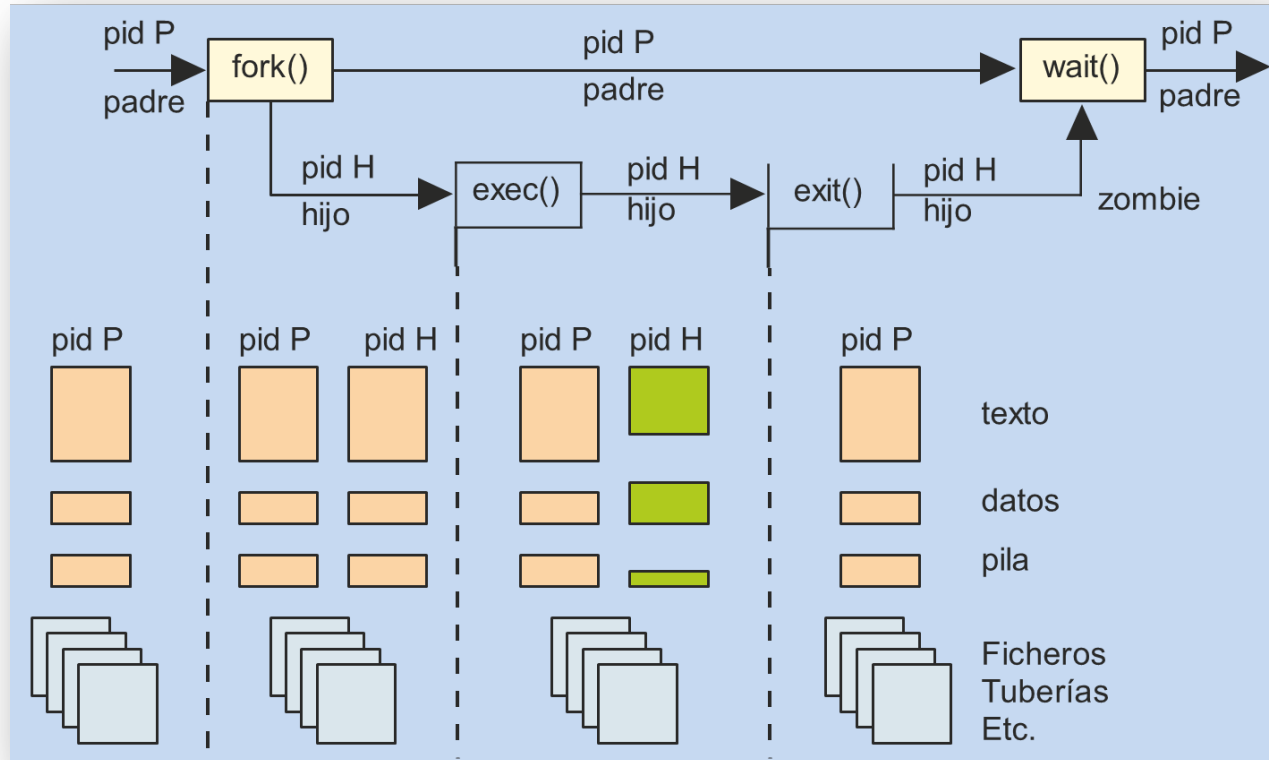 pid P
padre
fork()
pid P
padre
wait()
pid P
padre
pid H
hijo
exec()
pid H
hijo
exit()
pid H
hijo
zombie
pid P
pid P
pid H
pid P
pid H
pid P
texto
datos
pila
Ficheros
Tuberías
Etc.